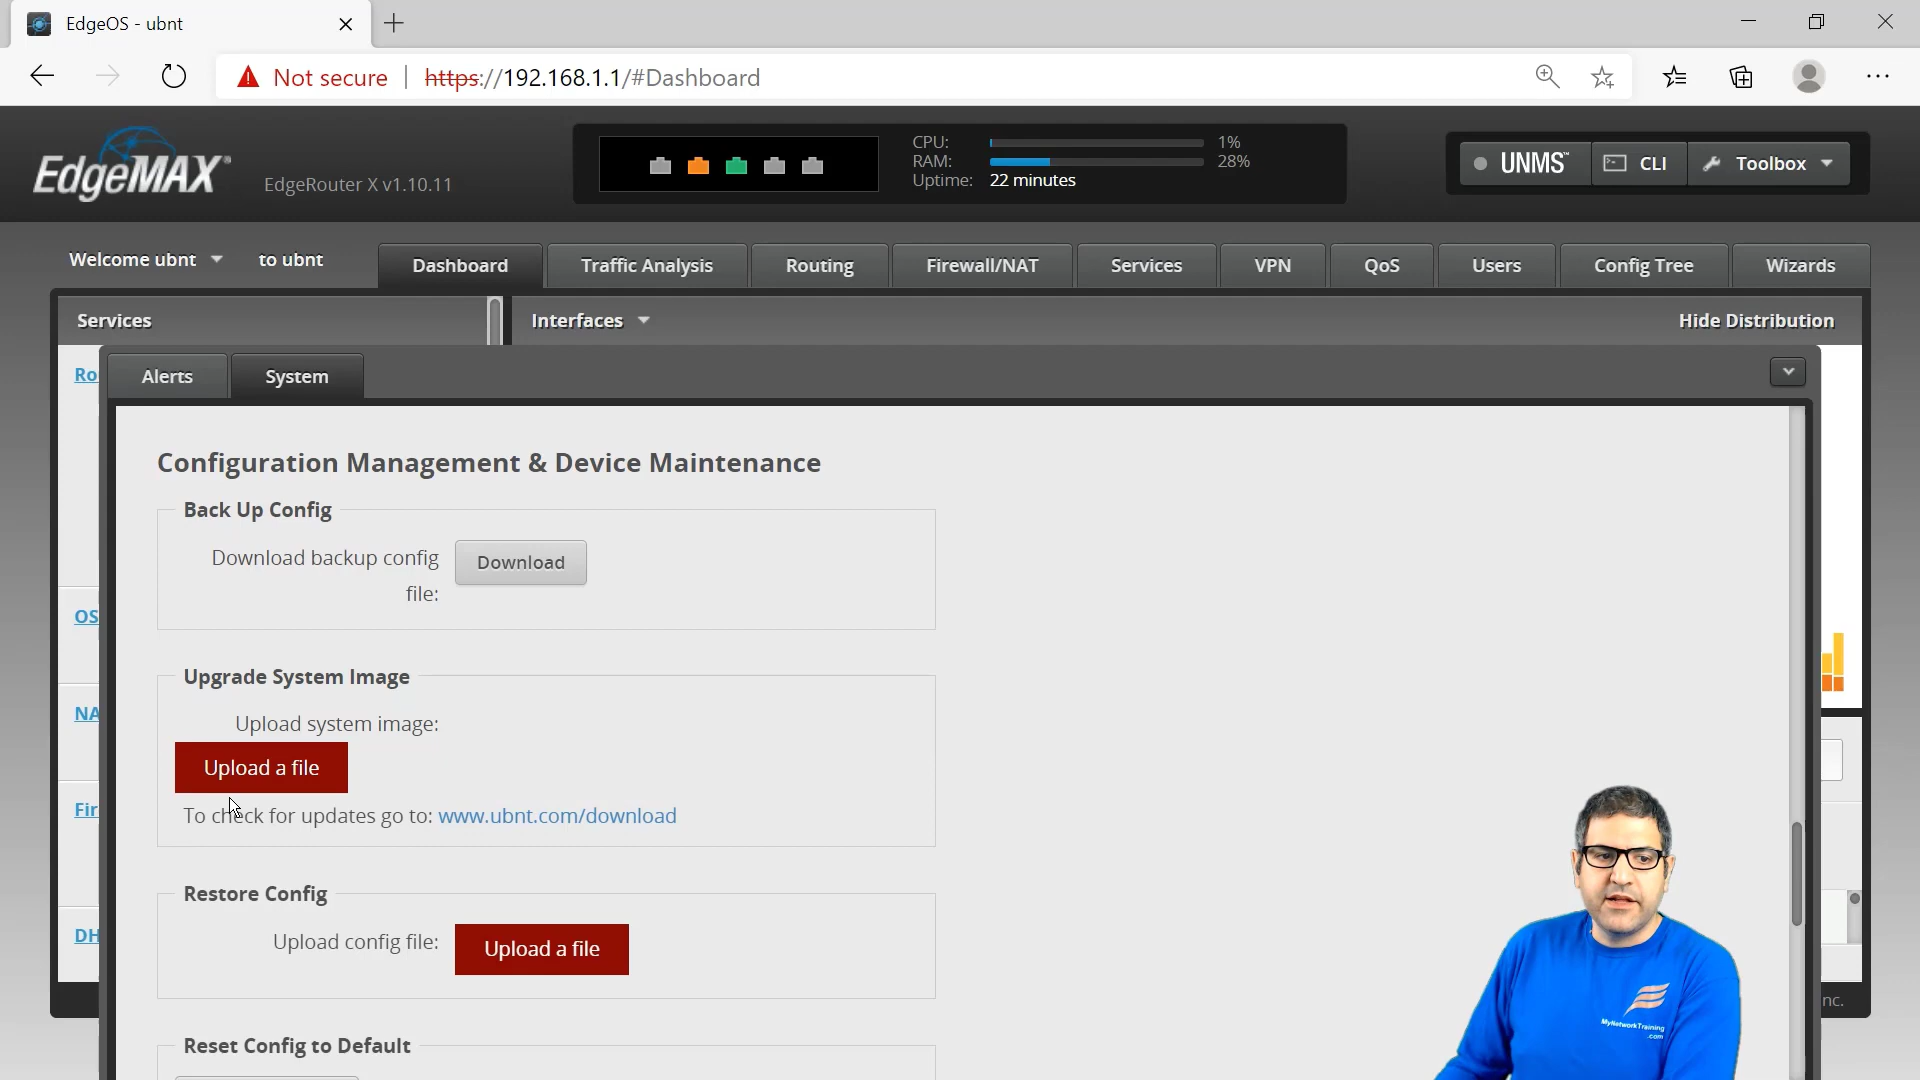 EdgeOS - ubnt
Not secure | https://192.168.1.1/#Dashboard
EdgeMAX
EdgeRouter X v1.10.11
CPU: 1%
RAM: 28%
Uptime: 22 minutes
UNMS™ CLI Toolbox
Welcome ubnt to ubnt
Dashboard Traffic Analysis Routing Firewall/NAT Services VPN QoS Users Config Tree Wizards
Services Interfaces Hide Distribution
Ro
Alerts System
Configuration Management & Device Maintenance
Back Up Config
Download backup config file: Download
OS
Upgrade System Image
NA
Upload system image:
Upload a file
Fir
To check for updates go to: www.ubnt.com/download
Restore Config
DH
Upload config file: Upload a file
nc.
MyNetworkTraining
.com
Reset Config to Default